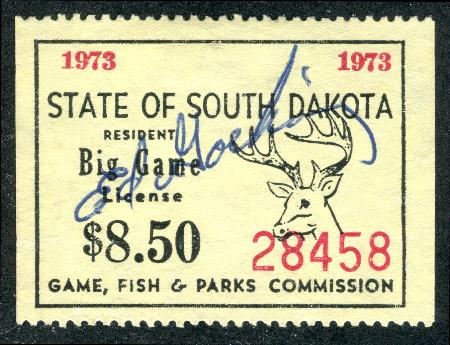 1973 1973
STATE OF SOUTH DAKOTA
RESIDENT
Big Game
License
$8.50
28458
GAME, FISH & PARKS COMMISSION